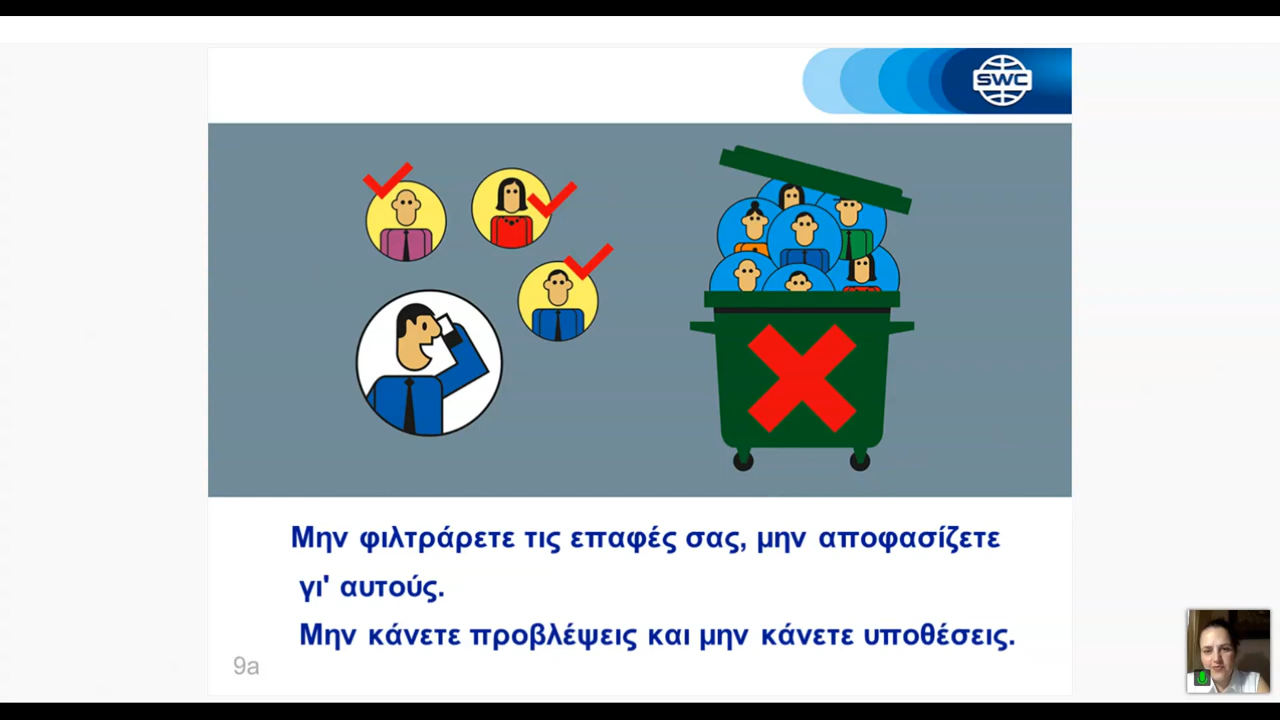 SWC
Μην φιλτράρετε τις επαφές σας, μην αποφασίζετε
γι' αυτούς.
Μην κάνετε προβλέψεις και μην κάνετε υποθέσεις.
9a